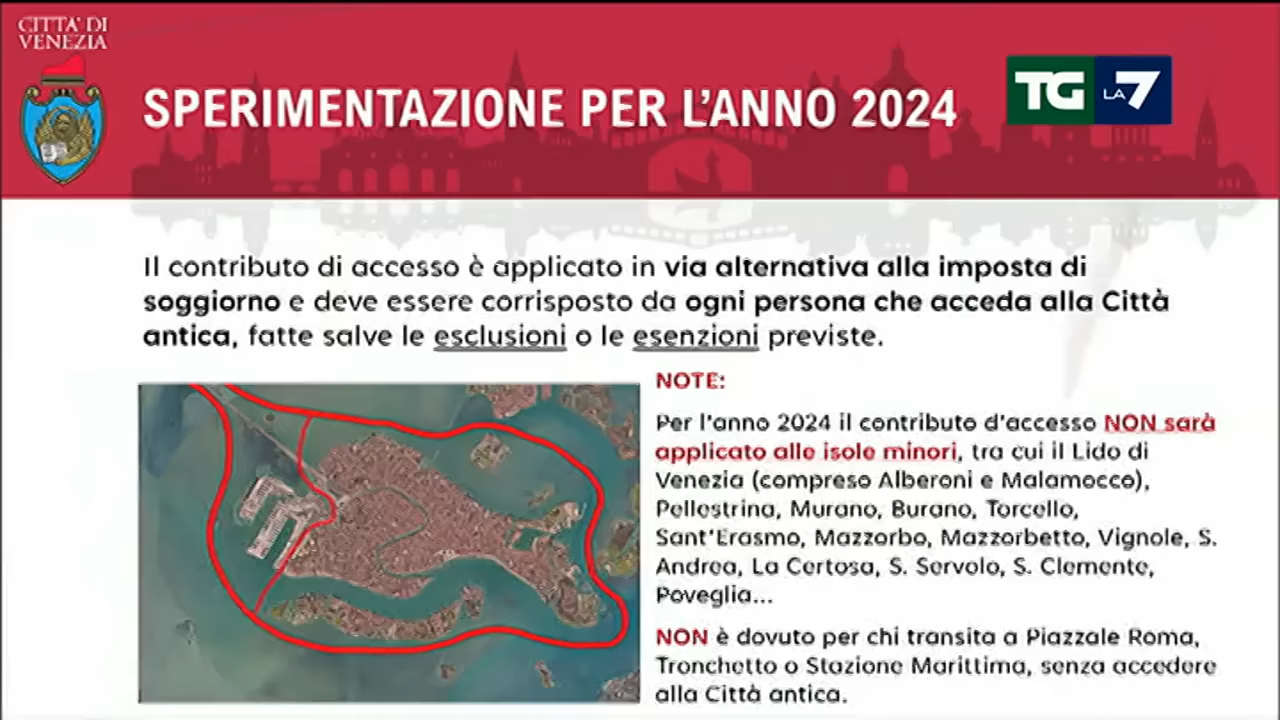 CITTA' DI
VENEZIA
SPERIMENTAZIONE PER L'ANNO 2024
TG LA7
Il contributo di accesso è applicato in via alternativa alla imposta di
soggiorno e deve essere corrisposto da ogni persona che acceda alla Città
antica, fatte salve le esclusioni o le esenzioni previste.
NOTE:
Per l'anno 2024 il contributo d'accesso NON sarà
applicato alle isole minori, tra cui il Lido di
Venezia (compreso Alberoni e Malamocco),
Pellestrina, Murano, Burano, Torcello,
Sant'Erasmo, Mazzorbo, Mazzorbetto, Vignole, S.
Andrea, La Certosa, S. Servolo, S. Clemente,
Poveglia...
NON è dovuto per chi transita a Piazzale Roma,
Tronchetto o Stazione Marittima, senza accedere
alla Città antica.